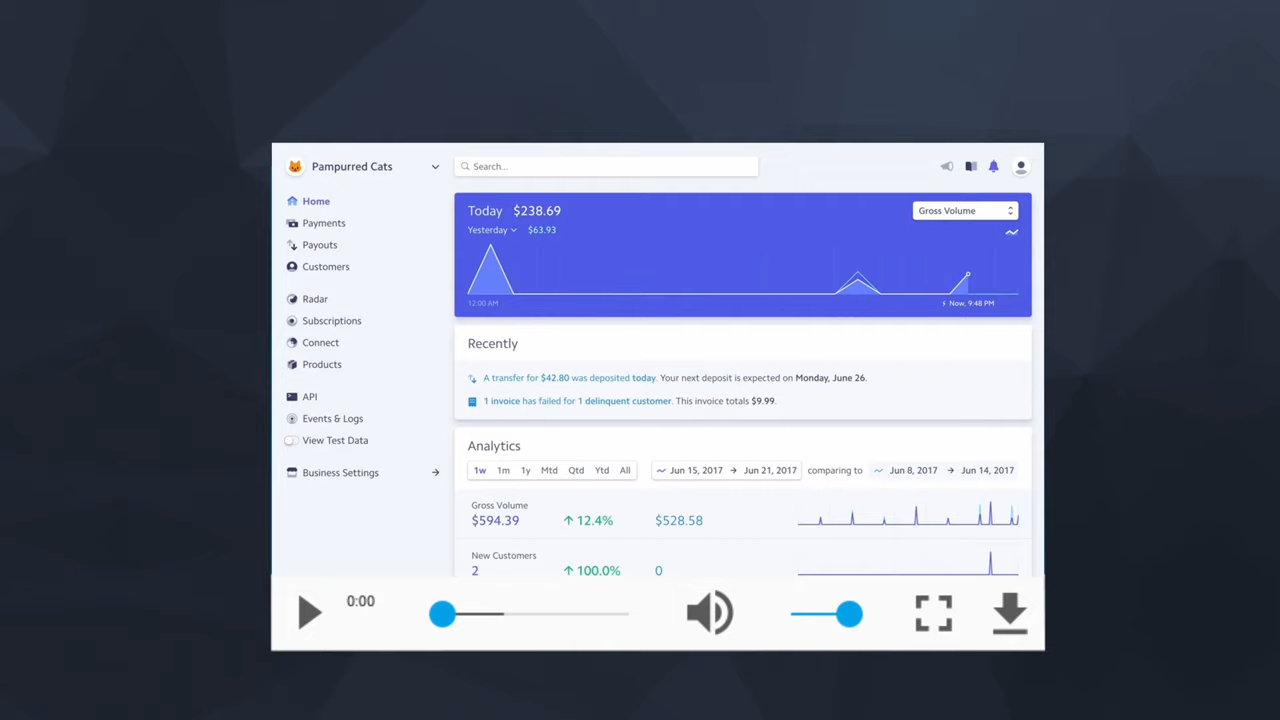 Pampurred Cats
Search...
Home
Payments
Payouts
Customers
Radar
Subscriptions
Connect
Products
API
Events & Logs
View Test Data
Business Settings
Today $238.69
Gross Volume
Yesterday $63.93
12:00 AM
Now, 9:48 PM
Recently
A transfer for $42.80 was deposited today. Your next deposit is expected on Monday, June 26.
1 invoice has failed for 1 delinquent customer. This invoice totals $9.99.
Analytics
1w 1m 1y Mtd Qtd Ytd All Jun 15, 2017 → Jun 21, 2017 comparing to Jun 8, 2017 → Jun 14, 2017
Gross Volume
$594.39 ↑ 12.4% $528.58
New Customers
2 ↑ 100.0% 0
0:00